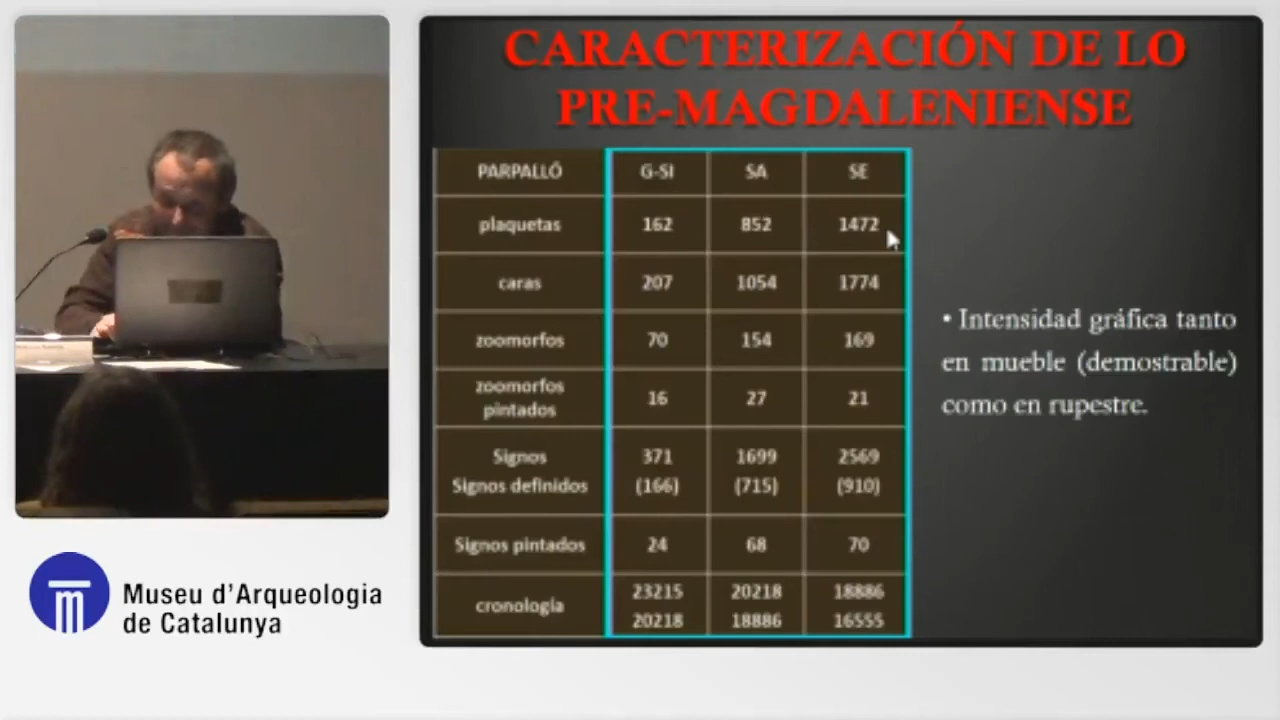 CARACTERIZACIÓN DE LO
PRE-MAGDALENIENSE
PARPALLÓ G-SI SA SE
plaquetas 162 852 1472
caras 207 1054 1774
zoomorfos 70 154 169
zoomorfos pintados 16 27 21
Signos 371 1699 2569
Signos definidos (166) (715) (910)
Signos pintados 24 68 70
cronología 23215 20218 18886
20218 18886 16555
• Intensidad gráfica tanto
en mueble (demostrable)
como en rupestre.
Museu d'Arqueologia
de Catalunya